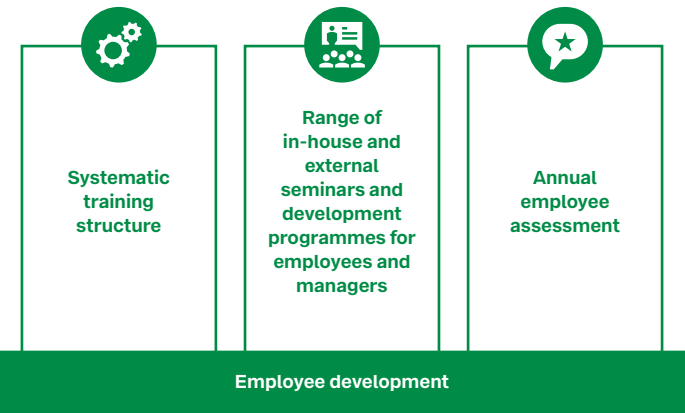 Systematic
training
structure
Range of
in-house and
external
seminars and
development
programmes for
employees and
managers
Annual
employee
assessment
Employee development